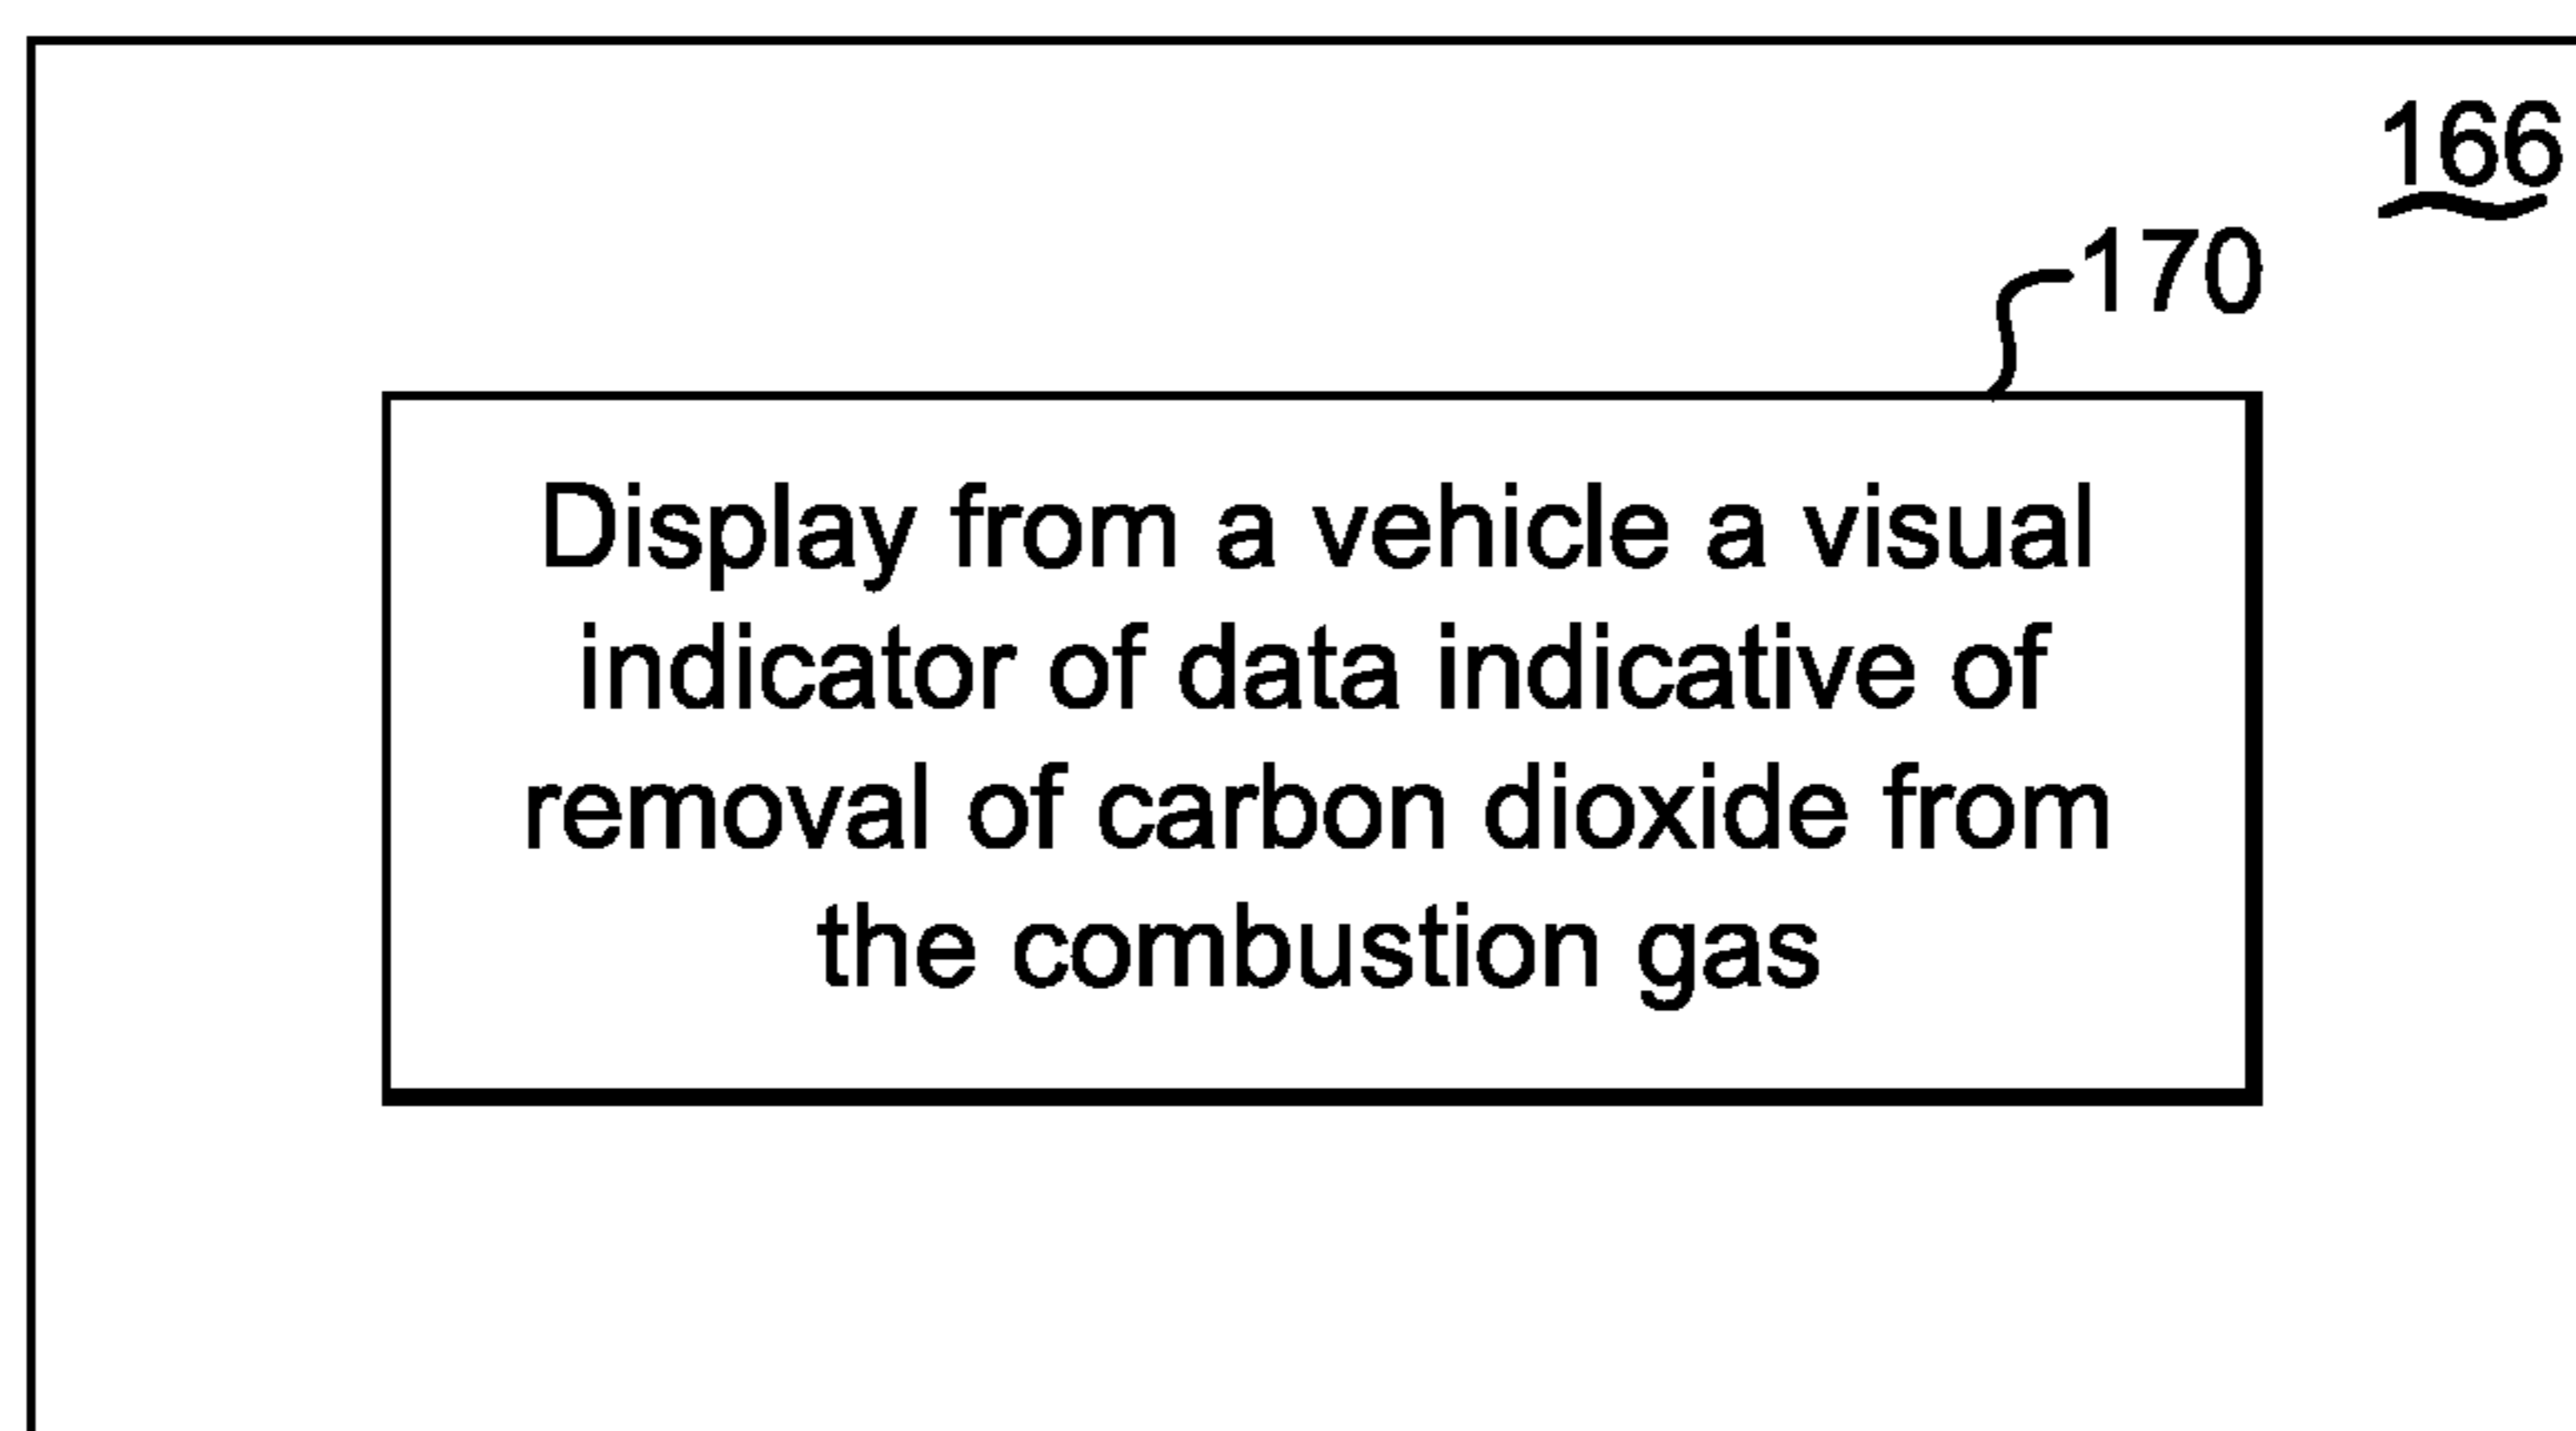 166
170
Display from a vehicle a visual
indicator of data indicative of
removal of carbon dioxide from
the combustion gas